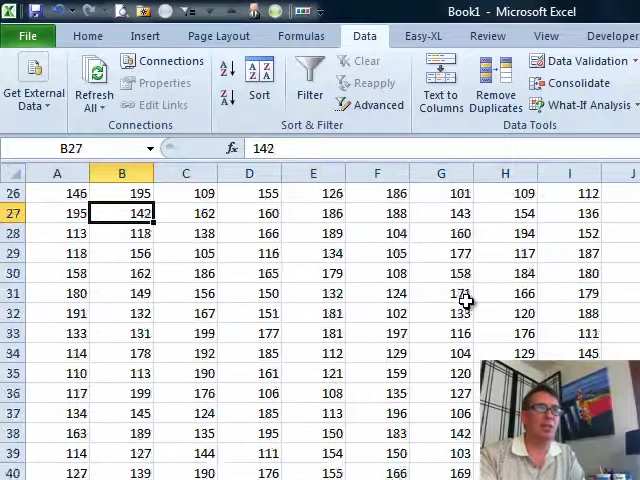 Book1 - Microsoft Excel
File Home Insert Page Layout Formulas Data Easy-XL Review View Developer
Get External Data
Refresh All
Connections
Properties
Edit Links
Connections
Sort
Filter
Clear
Reapply
Advanced
Sort & Filter
Text to Columns
Remove Duplicates
Data Validation
Consolidate
What-If Analysis
Data Tools
B27 fx 142
A B C D E F G H I J
26 146 195 109 155 126 186 101 109 112
27 195 142 162 160 186 188 143 154 136
28 113 118 138 166 189 104 160 194 152
29 118 156 105 116 134 105 177 117 187
30 158 162 186 165 179 108 158 184 180
31 180 149 156 150 132 124 171 166 179
32 191 132 167 151 181 102 133 120 188
33 133 131 199 177 181 197 116 176 111
34 114 178 192 185 112 129 104 129 145
35 110 113 190 161 121 159 120
36 117 199 176 106 108 135 127
37 134 145 124 185 113 196 106
38 163 189 135 195 150 183 142
39 114 127 144 111 154 150 103
40 127 139 190 176 155 166 169